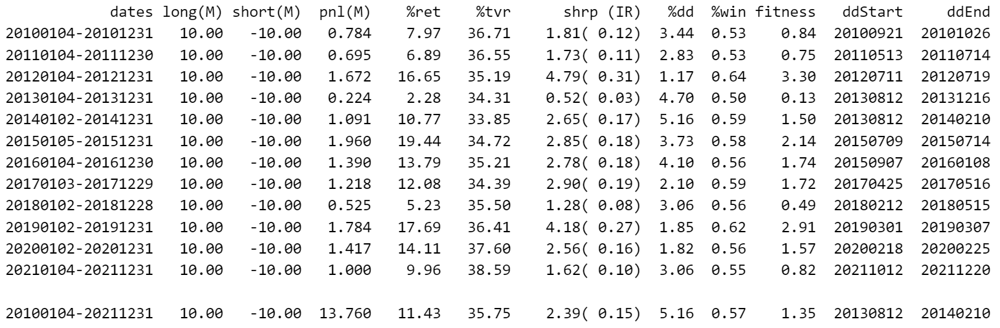 dates long(M) short(M) pnl(M) %ret %tvr shrp (IR) %dd %win fitness ddStart ddEnd
20100104-20101231 10.00 -10.00 0.784 7.97 36.71 1.81( 0.12) 3.44 0.53 0.84 20100921 20101026
20110104-20111230 10.00 -10.00 0.695 6.89 36.55 1.73( 0.11) 2.83 0.53 0.75 20110513 20110714
20120104-20121231 10.00 -10.00 1.672 16.65 35.19 4.79( 0.31) 1.17 0.64 3.30 20120711 20120719
20130104-20131231 10.00 -10.00 0.224 2.28 34.31 0.52( 0.03) 4.70 0.50 0.13 20130812 20131216
20140102-20141231 10.00 -10.00 1.091 10.77 33.85 2.65( 0.17) 5.16 0.59 1.50 20130812 20140210
20150105-20151231 10.00 -10.00 1.960 19.44 34.72 2.85( 0.18) 3.73 0.58 2.14 20150709 20150714
20160104-20161230 10.00 -10.00 1.390 13.79 35.21 2.78( 0.18) 4.10 0.56 1.74 20150907 20160108
20170103-20171229 10.00 -10.00 1.218 12.08 34.39 2.90( 0.19) 2.10 0.59 1.72 20170425 20170516
20180102-20181228 10.00 -10.00 0.525 5.23 35.50 1.28( 0.08) 3.06 0.56 0.49 20180212 20180515
20190102-20191231 10.00 -10.00 1.784 17.69 36.41 4.18( 0.27) 1.85 0.62 2.91 20190301 20190307
20200102-20201231 10.00 -10.00 1.417 14.11 37.60 2.56( 0.16) 1.82 0.56 1.57 20200218 20200225
20210104-20211231 10.00 -10.00 1.000 9.96 38.59 1.62( 0.10) 3.06 0.55 0.82 20211012 20211220
20100104-20211231 10.00 -10.00 13.760 11.43 35.75 2.39( 0.15) 5.16 0.57 1.35 20130812 20140210